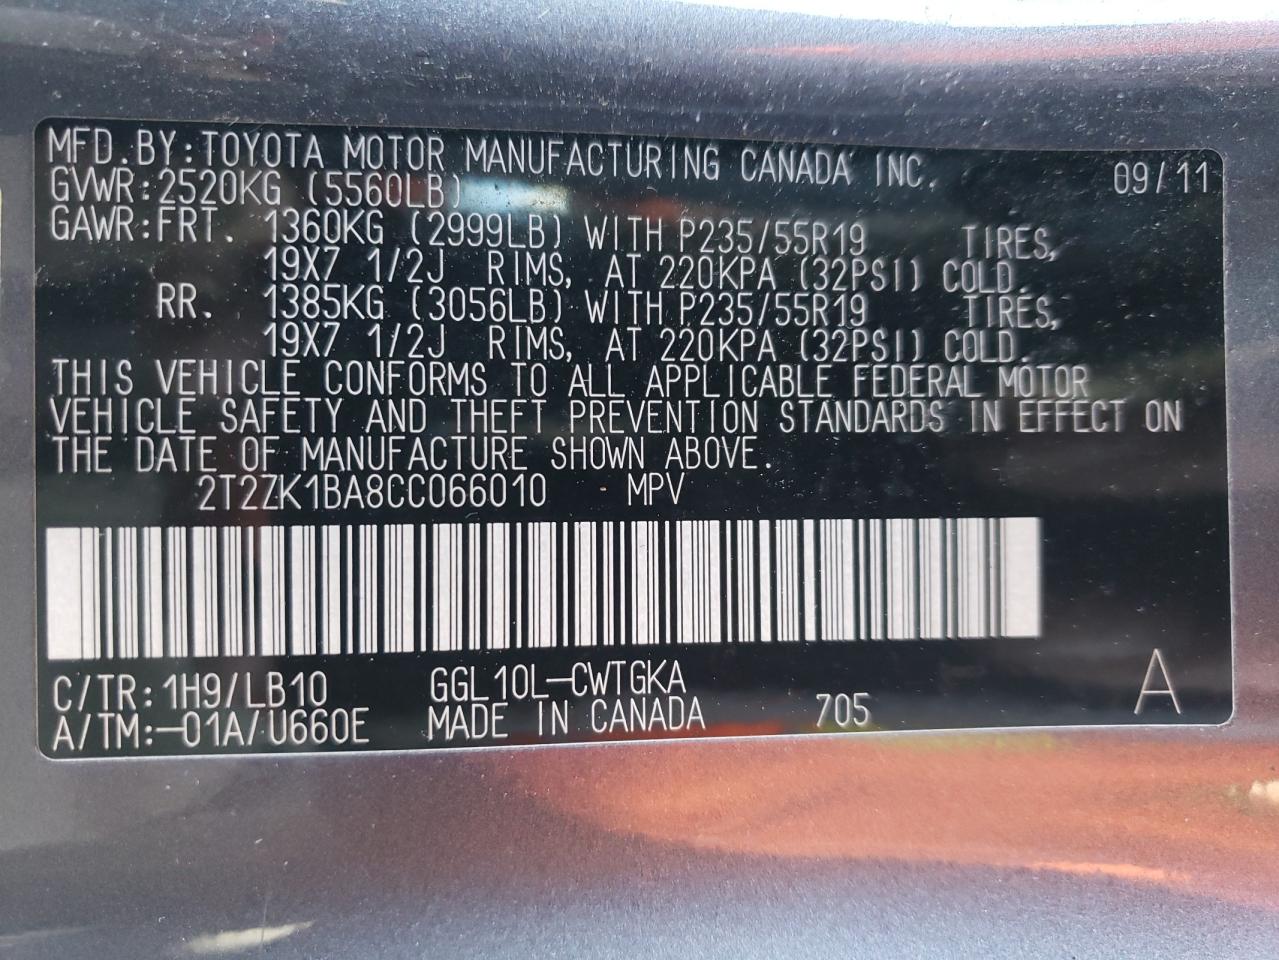 MFD.BY:TOYOTA MOTOR MANUFACTURING CANADA INC. 09/11
GVWR:2520KG (5560LB)
GAWR:FRT. 1360KG (2999LB) WITH P235/55R19 TIRES,
19X7 1/2J RIMS, AT 220KPA (32PSI) COLD.
RR. 1385KG (3056LB) WITH P235/55R19 TIRES,
19X7 1/2J RIMS, AT 220KPA (32PSI) COLD.
THIS VEHICLE CONFORMS TO ALL APPLICABLE FEDERAL MOTOR
VEHICLE SAFETY AND THEFT PREVENTION STANDARDS IN EFFECT ON
THE DATE OF MANUFACTURE SHOWN ABOVE.
2T2ZK1BA8CC066010 MPV
C/TR:1H9/LB10 GGL10L-CWTGKA A
A/TM:-01A/U660E MADE IN CANADA 705